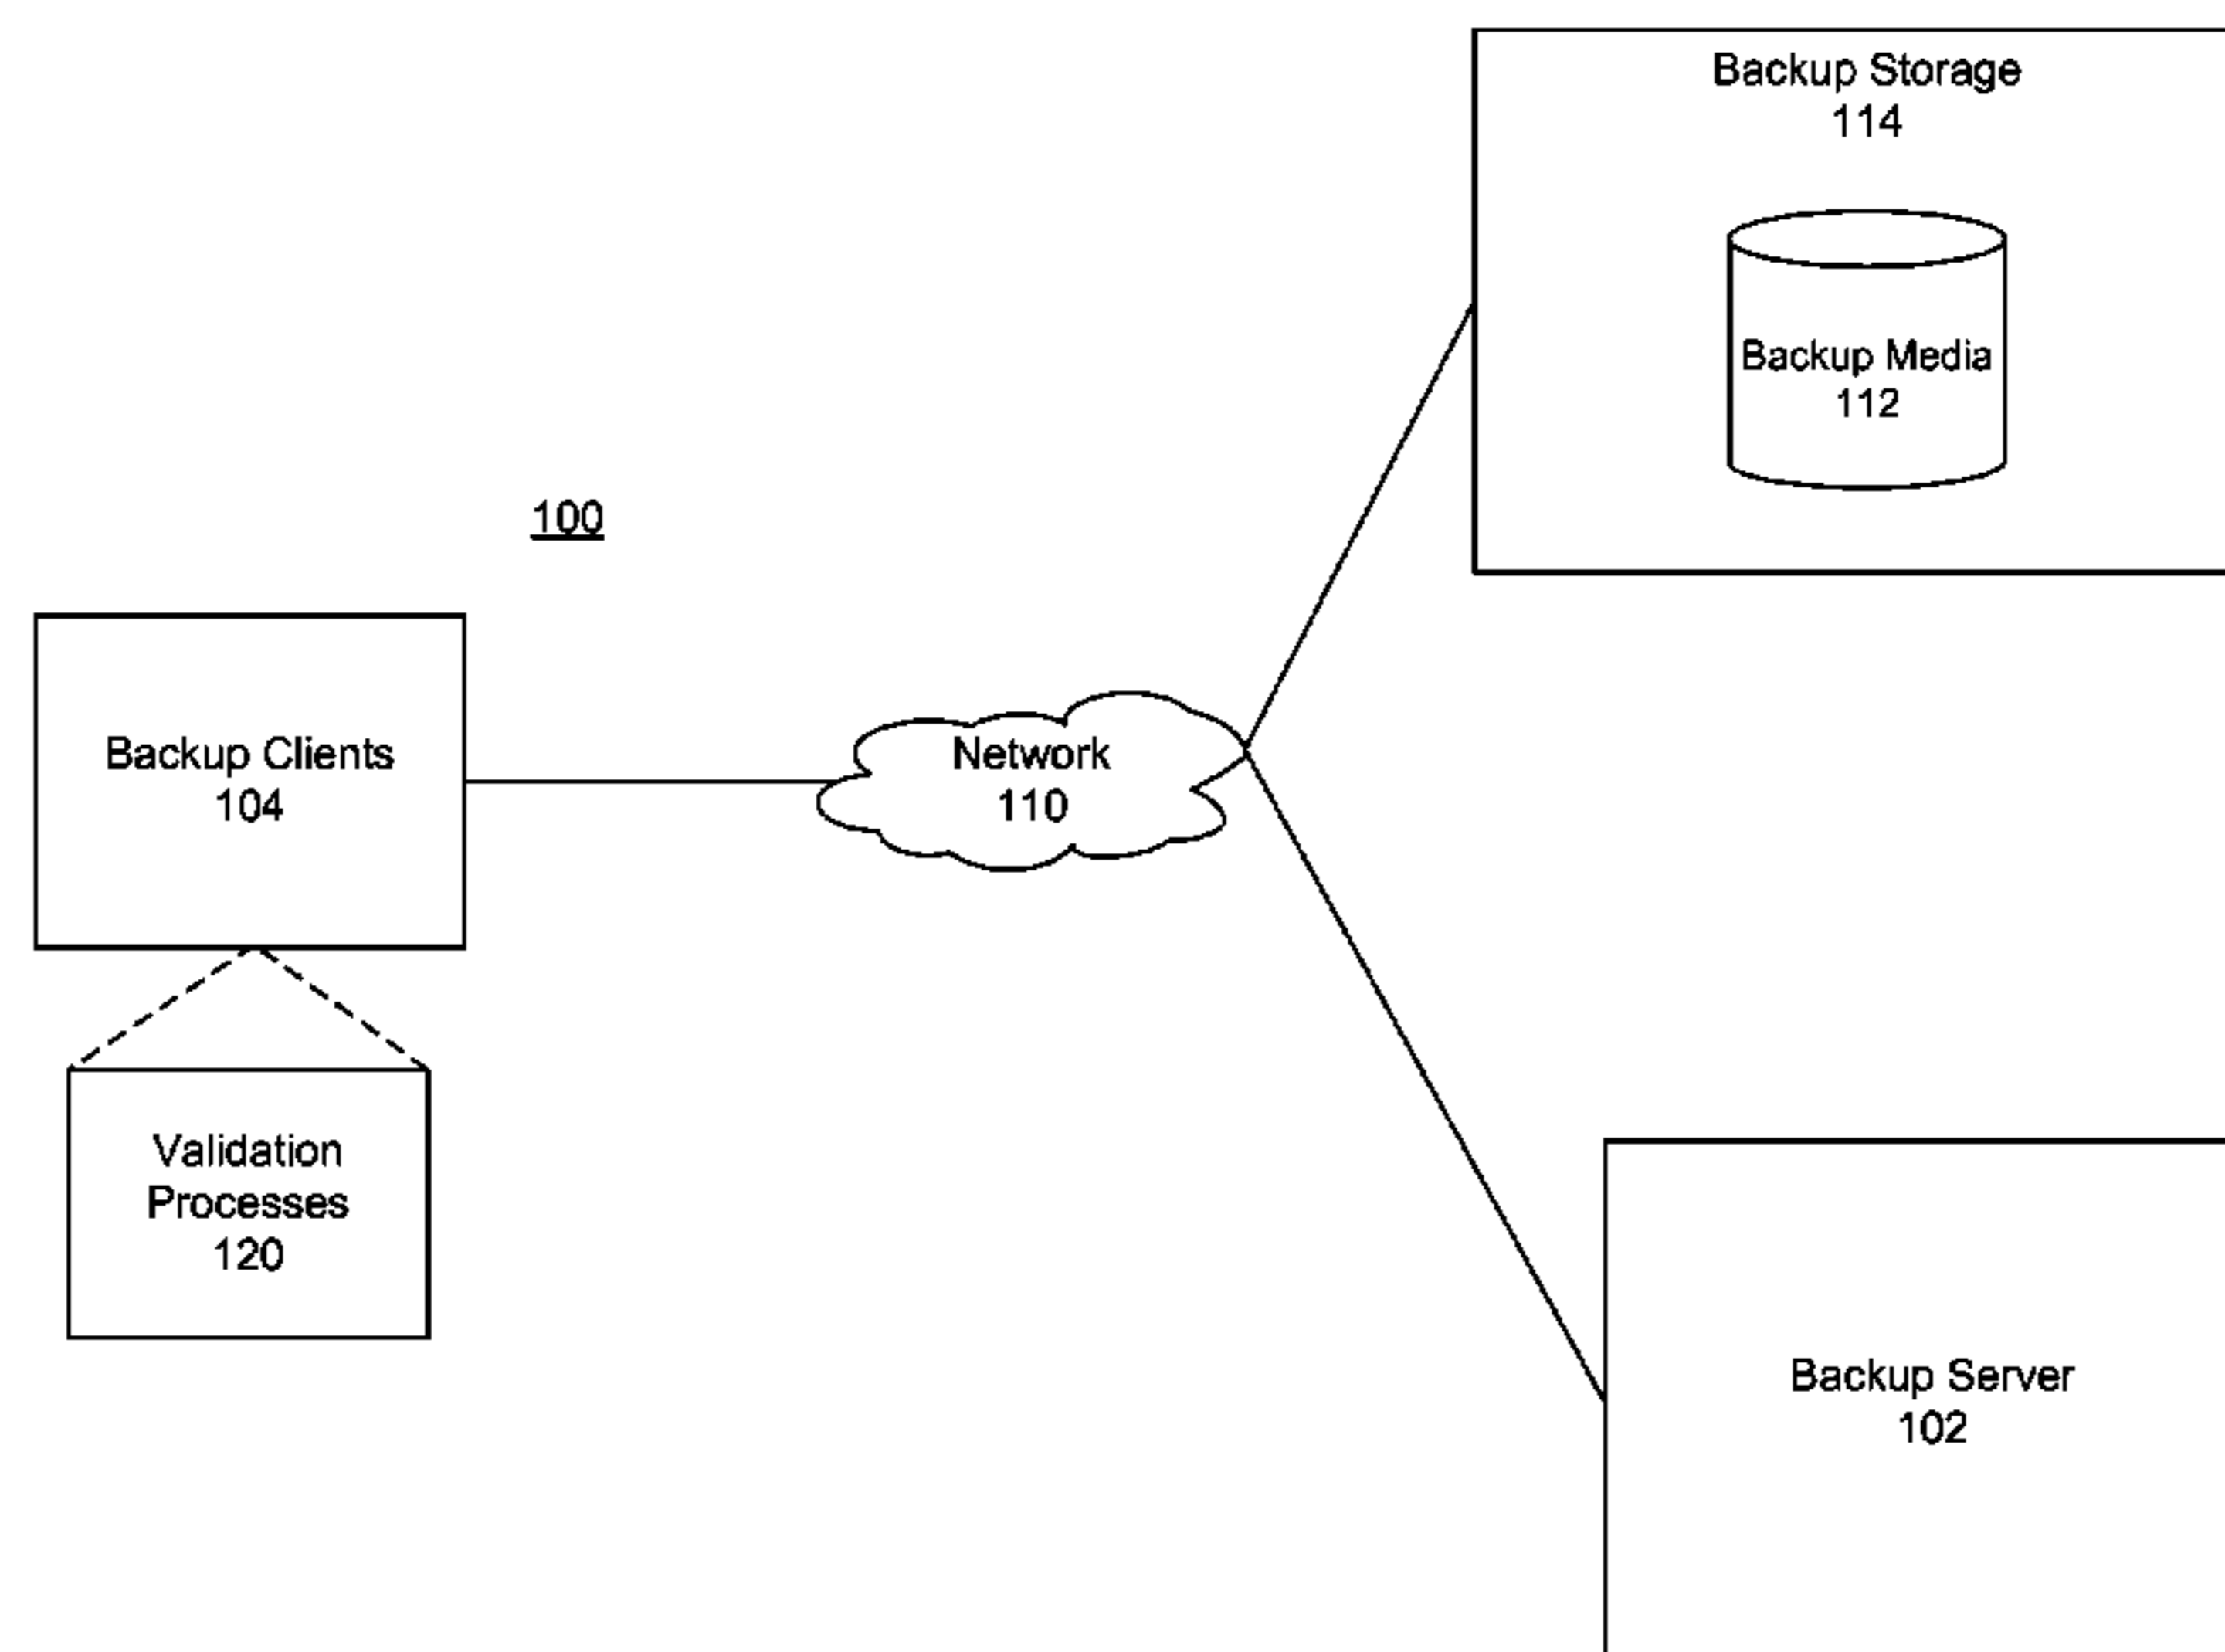 Backup Storage
114
Backup Media
112
100
Backup Clients
104
Network
110
Validation
Processes
120
Backup Server
102